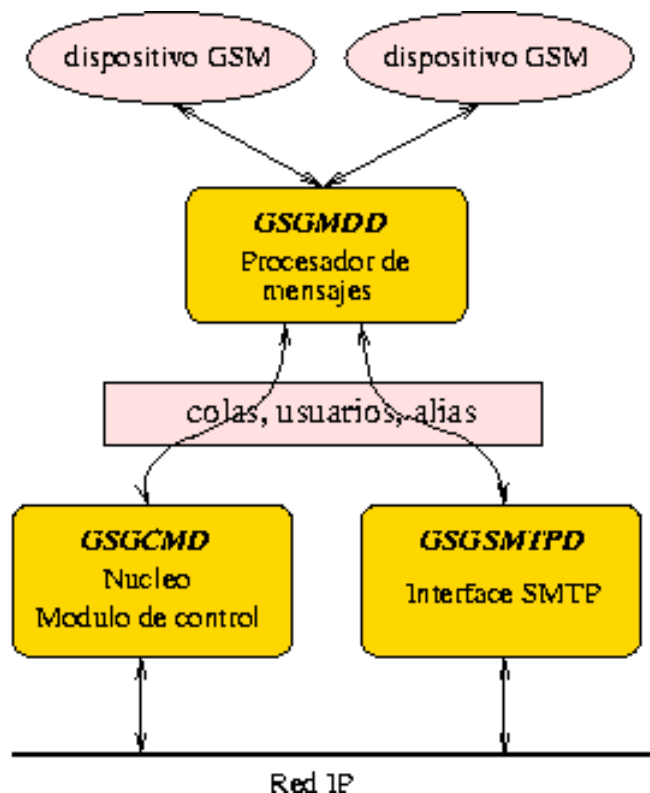 dispositivo GSM
dispositivo GSM
GSGMDD
Procesador de
mensajes
colas, usuarios, alias
GSGCMD
Nucleo
Modulo de control
GSGSMTPD
Interface SMTP
Red IP